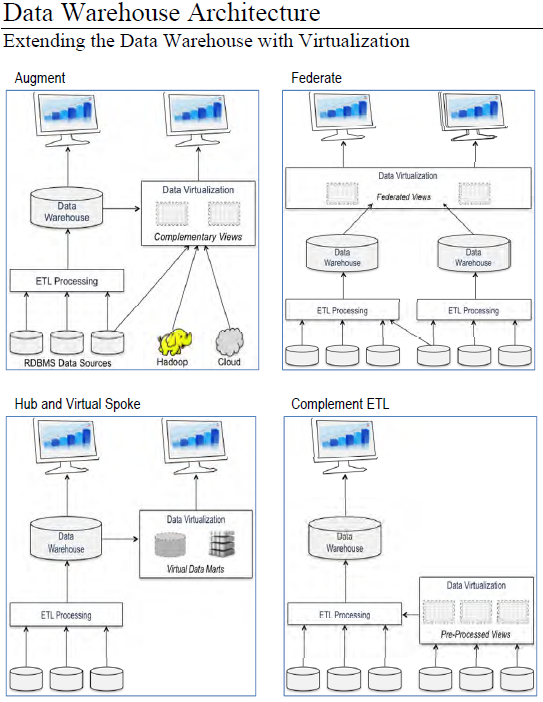 Data Warehouse Architecture
Extending the Data Warehouse with Virtualization
Augment
Data
Warehouse
Data Virtualization
Complementary Views
ETL Processing
RDBMS Data Sources
Hadoop
Cloud
Federate
Data Virtualization
Federated Views
Data
Warehouse
Data
Warehouse
ETL Processing
ETL Processing
Hub and Virtual Spoke
Data
Warehouse
Data Virtualization
Virtual Data Marts
ETL Processing
Complement ETL
Data
Warehouse
Data Virtualization
ETL Processing
Pre-Processed Views